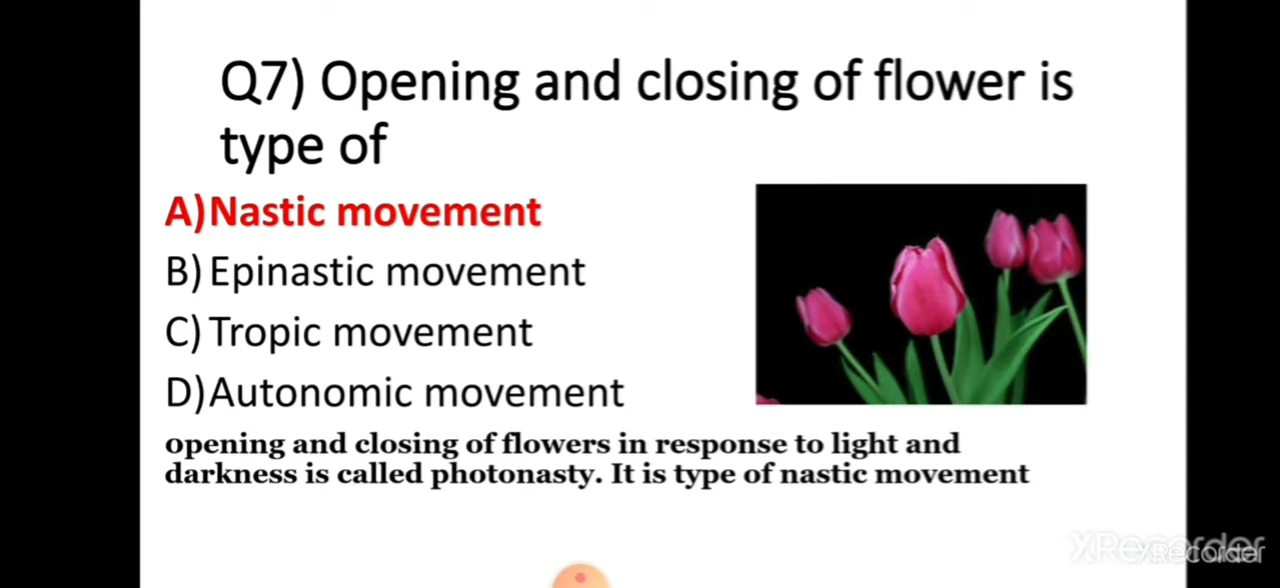 Q7) Opening and closing of flower is
type of
A) Nastic movement
B) Epinastic movement
C) Tropic movement
D) Autonomic movement
opening and closing of flowers in response to light and
darkness is called photonasty. It is type of nastic movement
XRecorder
XRecorder